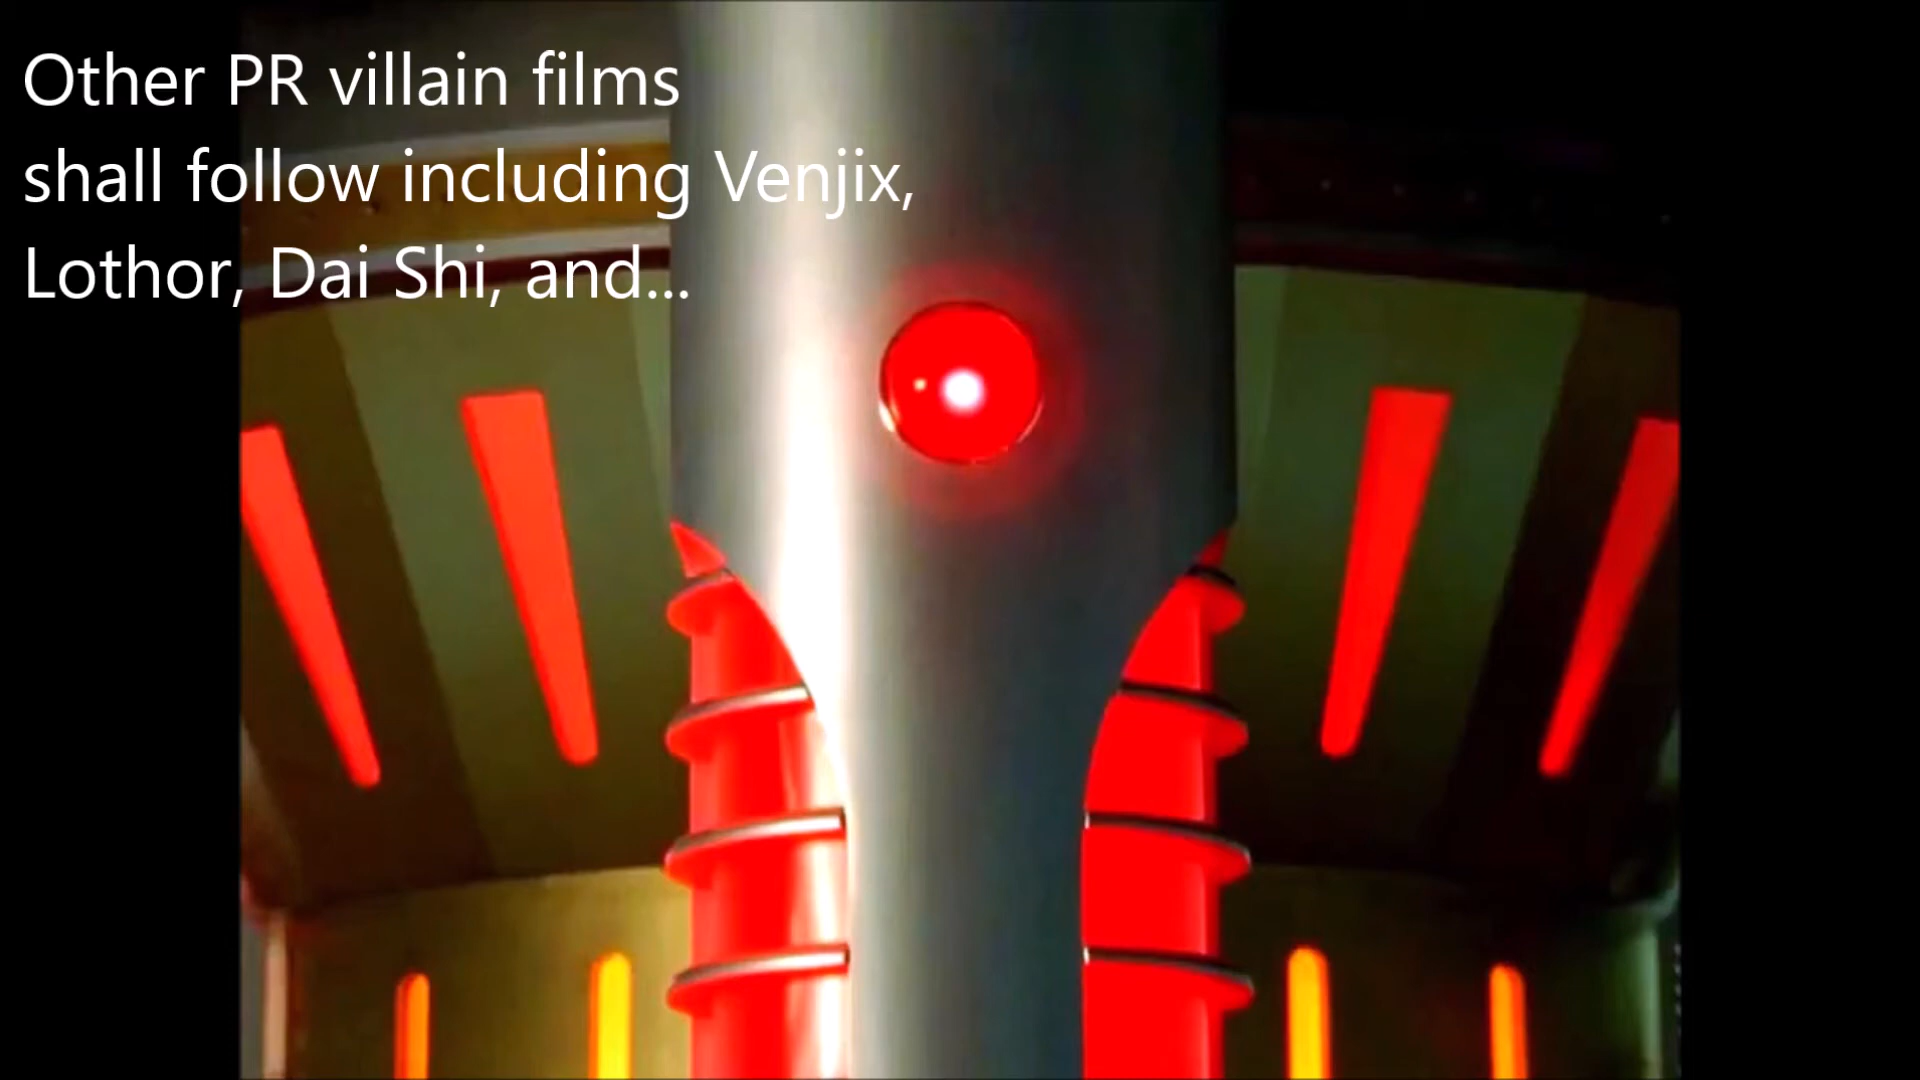 Other PR villain films
shall follow including Venjix,
Lothor, Dai Shi, and...